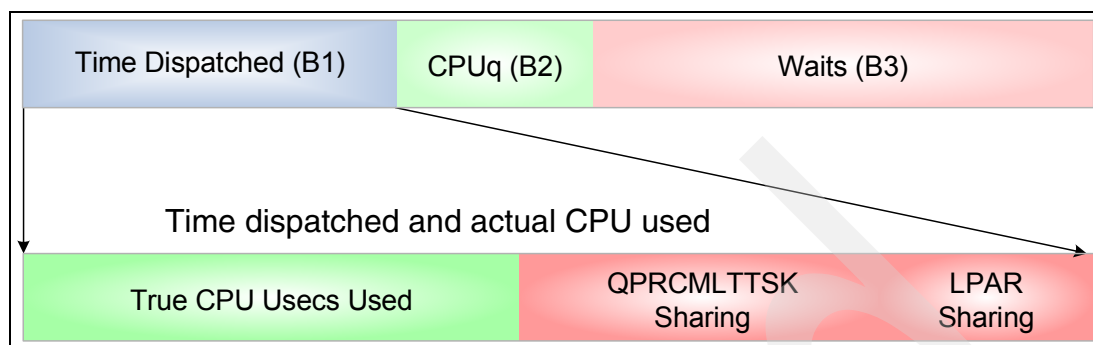 Time Dispatched (B1) CPUq (B2) Waits (B3)
Time dispatched and actual CPU used
True CPU Usecs Used QPRCMLTTSK Sharing LPAR Sharing